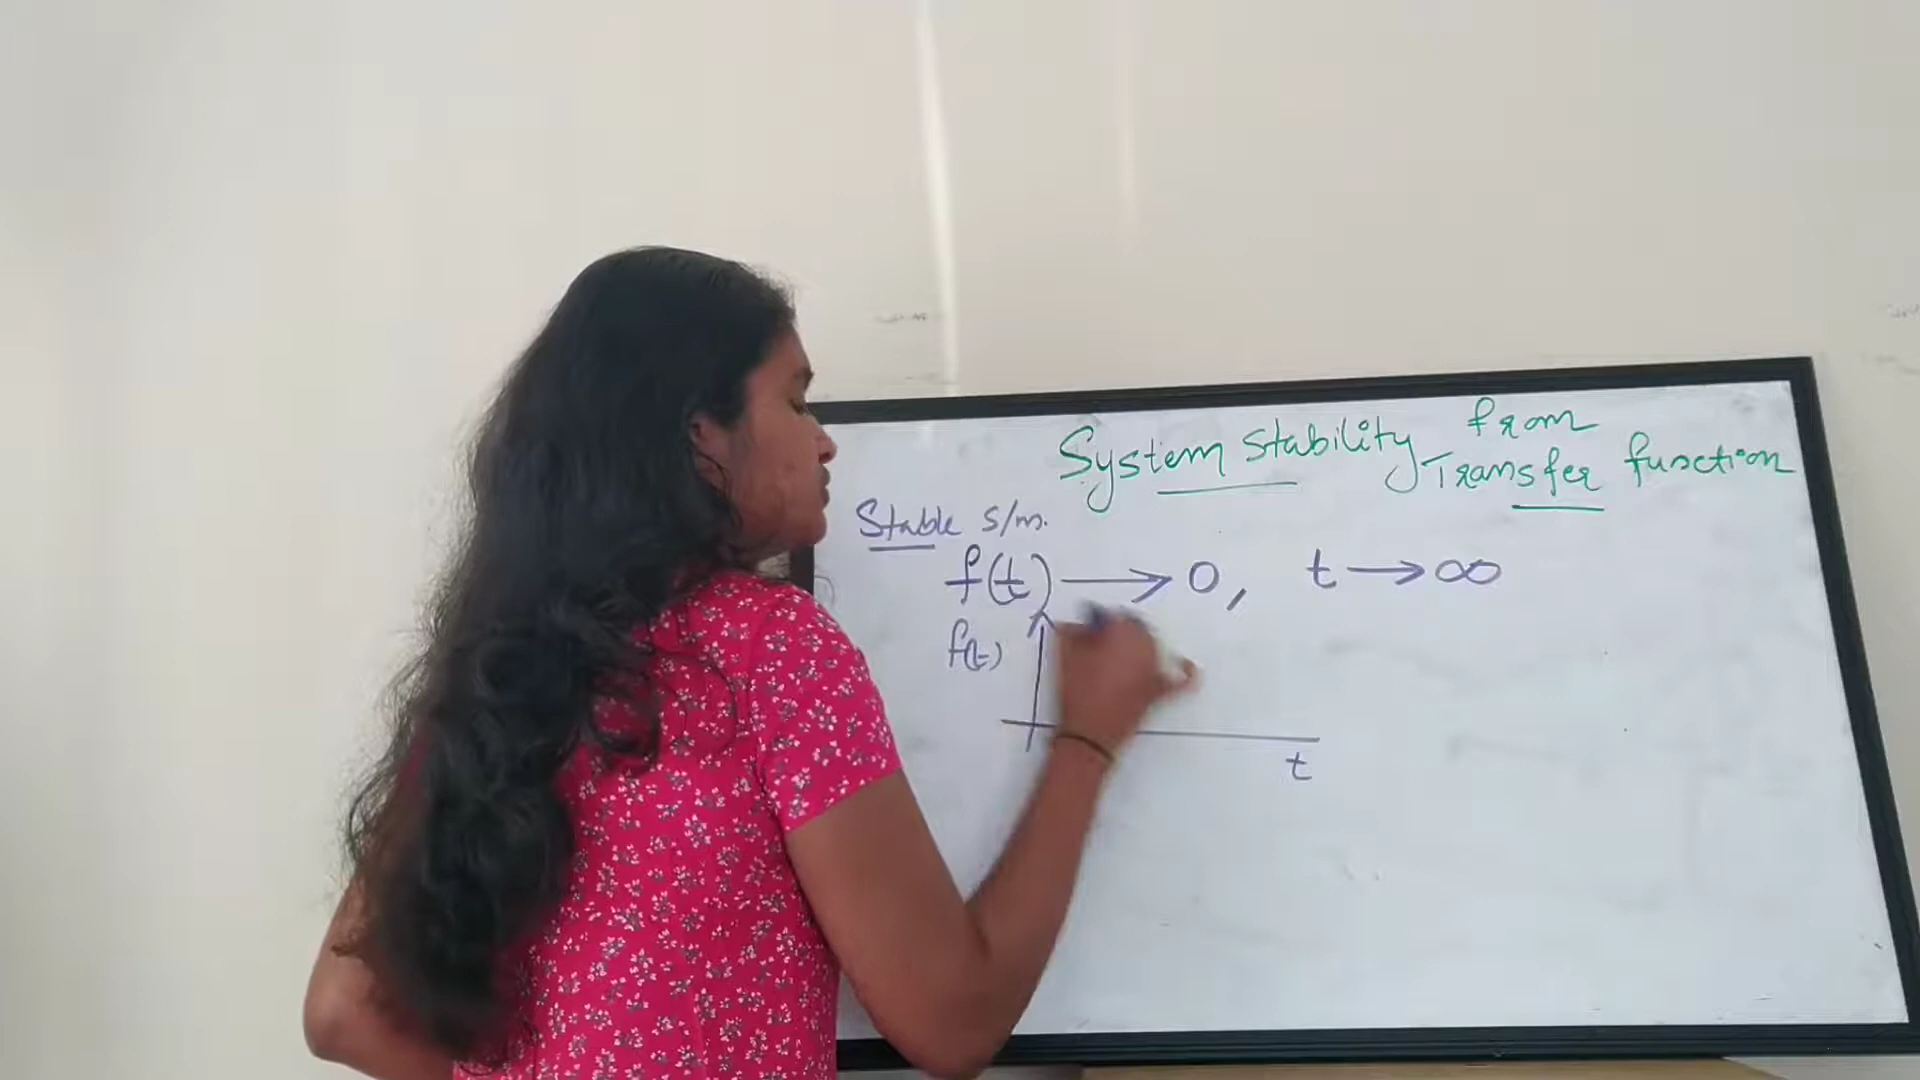 System Stability from
Transfer function
Stable S/m.
f(t) → 0, t → ∞
f(t)
t